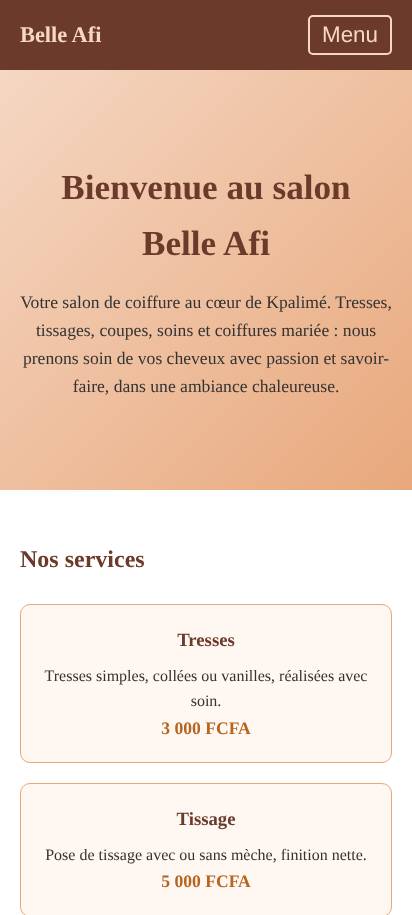 Belle Afi
Menu
Bienvenue au salon
Belle Afi
Votre salon de coiffure au cœur de Kpalimé. Tresses,
tissages, coupes, soins et coiffures mariée : nous
prenons soin de vos cheveux avec passion et savoir-
faire, dans une ambiance chaleureuse.
Nos services
Tresses
Tresses simples, collées ou vanilles, réalisées avec
soin.
3 000 FCFA
Tissage
Pose de tissage avec ou sans mèche, finition nette.
5 000 FCFA